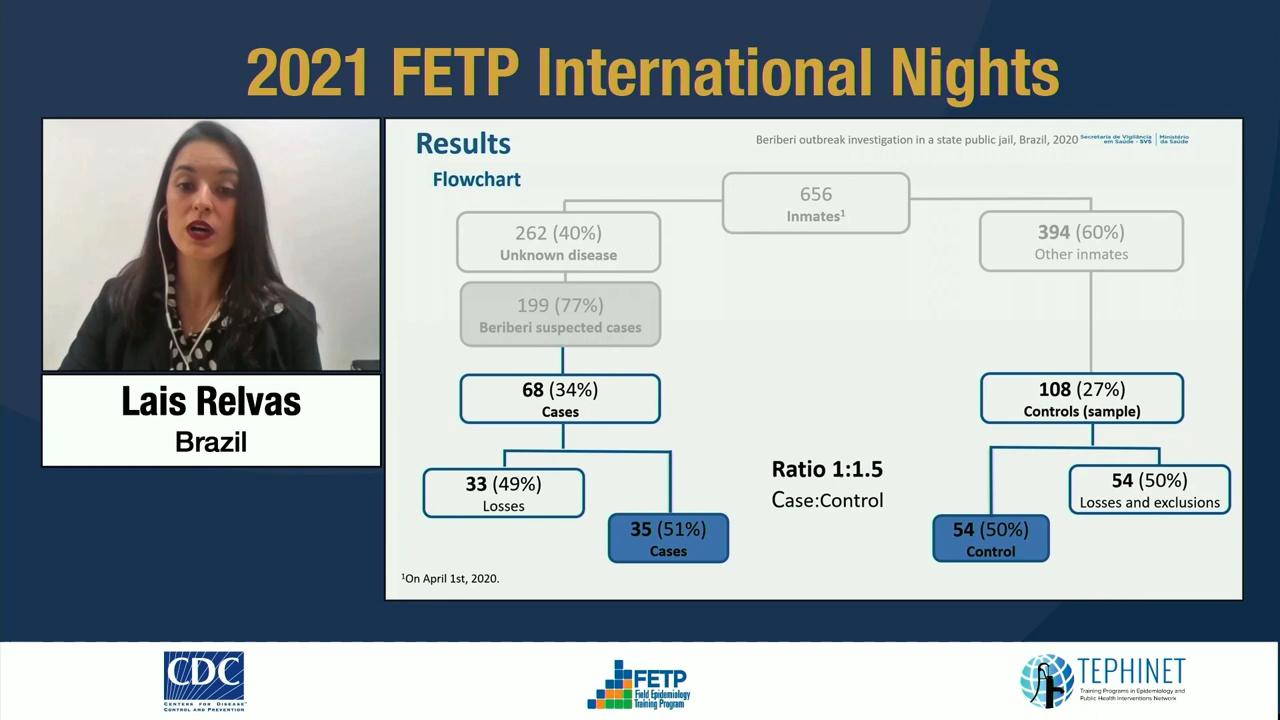 2021 FETP International Nights
Lais Relvas
Brazil
Results
Beriberi outbreak investigation in a state public jail, Brazil, 2020
Secretaria de Vigilância
em Saúde - SVS
Ministério
da Saúde
Flowchart
656
Inmates¹
262 (40%)
Unknown disease
394 (60%)
Other inmates
199 (77%)
Beriberi suspected cases
68 (34%)
Cases
108 (27%)
Controls (sample)
33 (49%)
Losses
Ratio 1:1.5
Case:Control
54 (50%)
Losses and exclusions
35 (51%)
Cases
54 (50%)
Control
¹On April 1st, 2020.
CDC
CENTERS FOR DISEASE
CONTROL AND PREVENTION
FETP
Field Epidemiology
Training Program
TEPHINET
Training Programs in Epidemiology and
Public Health Interventions Network